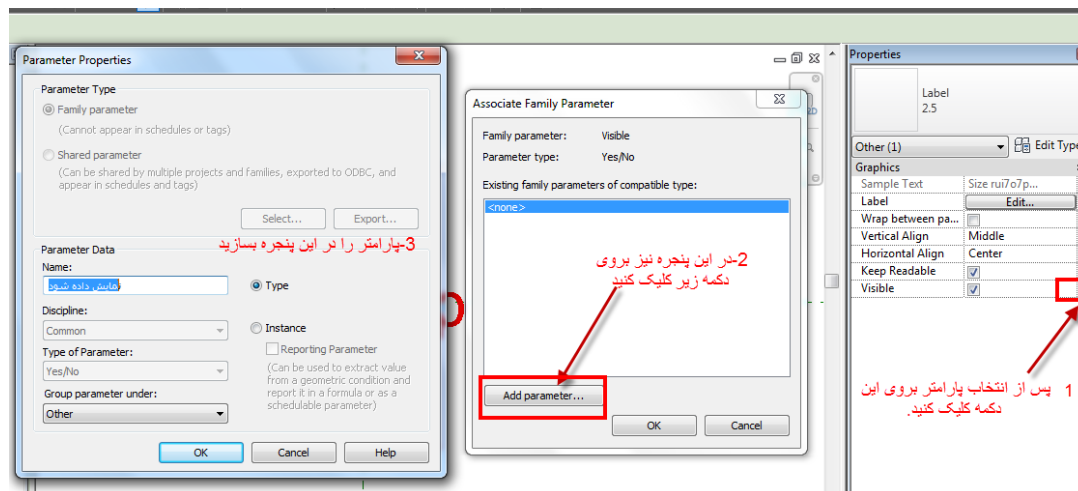 Parameter Properties
Parameter Type
Family parameter
(Cannot appear in schedules or tags)
Shared parameter
(Can be shared by multiple projects and families, exported to ODBC, and
appear in schedules and tags)
Select...
Export...
3-پارامتر را در این پنجره بسازید
Parameter Data
Name:
نمایش داده شود
Type
Discipline:
Common
Instance
Type of Parameter:
Reporting Parameter
Yes/No
(Can be used to extract value
from a geometric condition and
report it in a formula or as a
schedulable parameter)
Group parameter under:
Other
OK
Cancel
Help
Associate Family Parameter
Family parameter:
Visible
Parameter type:
Yes/No
Existing family parameters of compatible type:
<none>
2-در این پنجره نیز بروی
دکمه زیر کلیک کنید
Add parameter...
OK
Cancel
Properties
Label
2.5
Other (1)
Edit Type
Graphics
Sample Text
Size rui7o7p...
Label
Edit...
Wrap between pa...
Vertical Align
Middle
Horizontal Align
Center
Keep Readable
Visible
1 پس از انتخاب پارامتر بروی این
دکمه کلیک کنید.